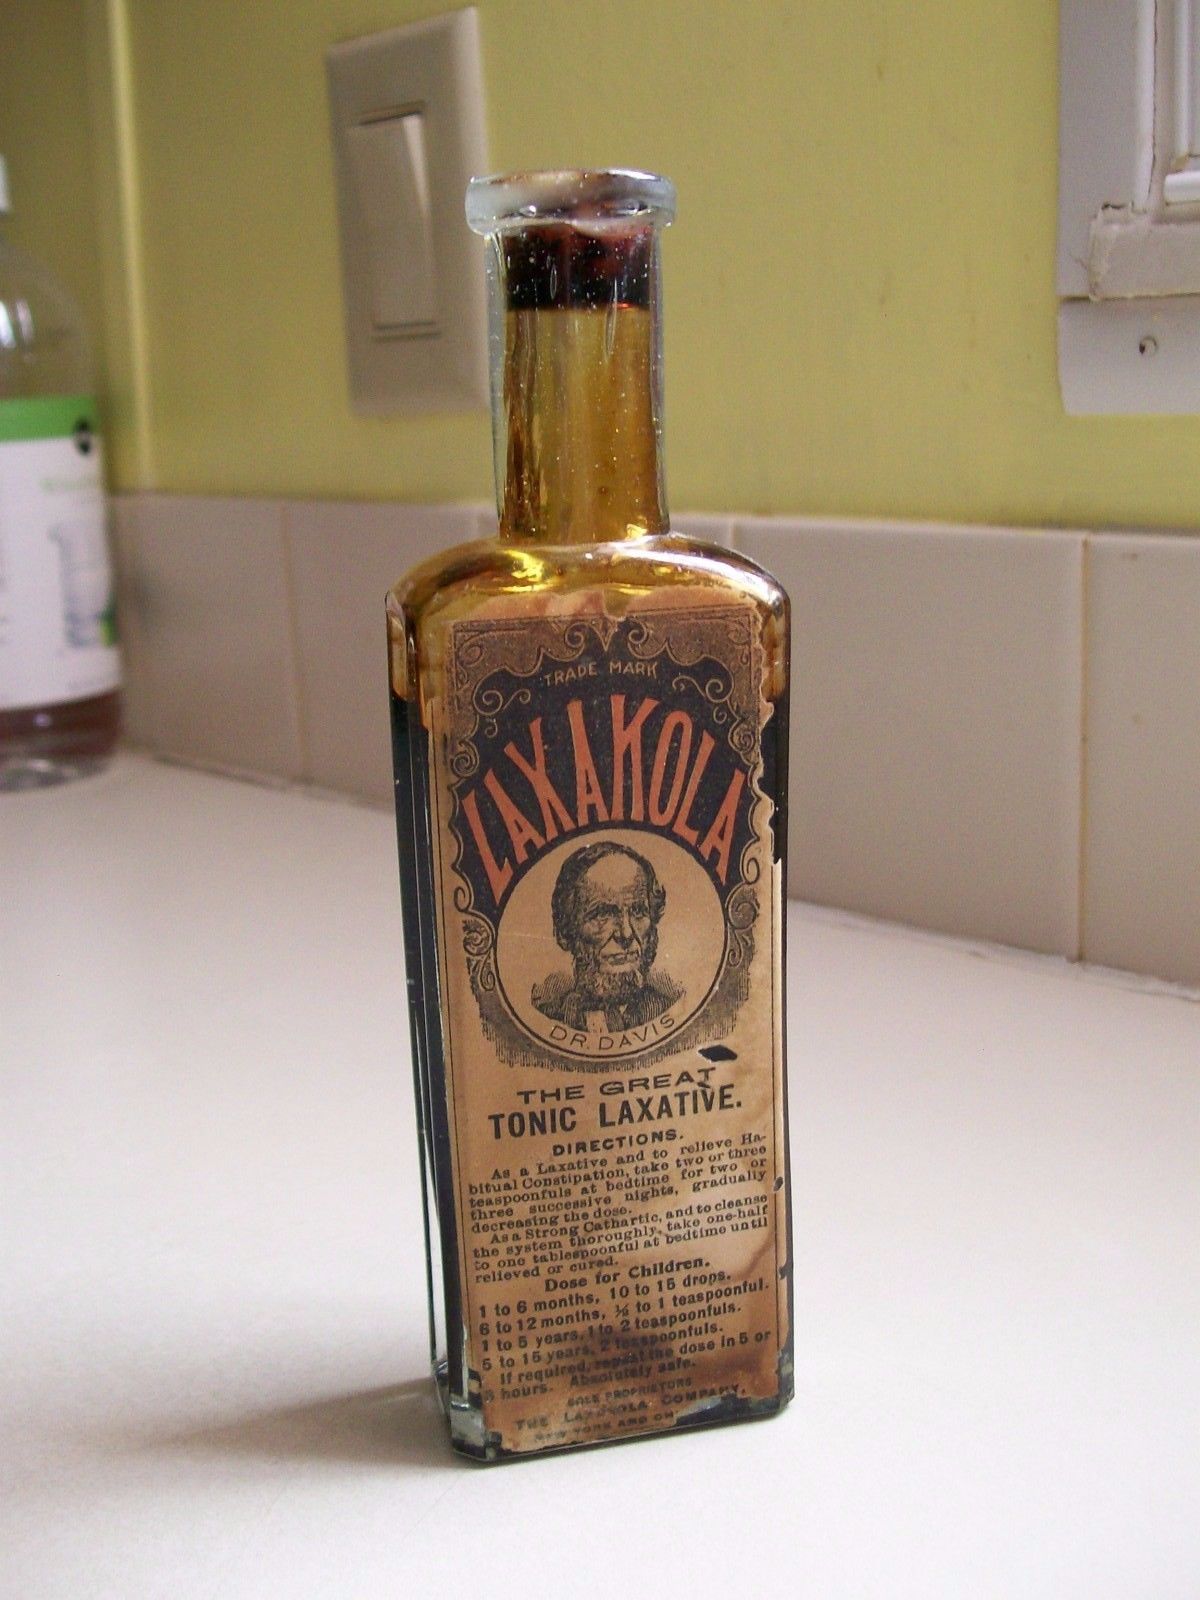 TRADE MARK
LAXAKOLA
DR. DAVIS
THE GREAT
TONIC LAXATIVE.
DIRECTIONS.
As a Laxative and to relieve Ha-
bitual Constipation, take two or three
teaspoonfuls at bedtime for two or
three successive nights, gradually
decreasing the dose.
As a Strong Cathartic, and to cleanse
the system thoroughly, take one-half
to one tablespoonful at bedtime until
relieved or cured.
Dose for Children.
1 to 6 months, 10 to 15 drops.
6 to 12 months, ½ to 1 teaspoonful.
1 to 5 years, 1 to 2 teaspoonfuls.
5 to 15 years, 2 teaspoonfuls.
If required, repeat the dose in 5 or
hours. Absolutely safe.
SOLE PROPRIETORS
THE LAXAKOLA COMPANY.
NEW YORK AND